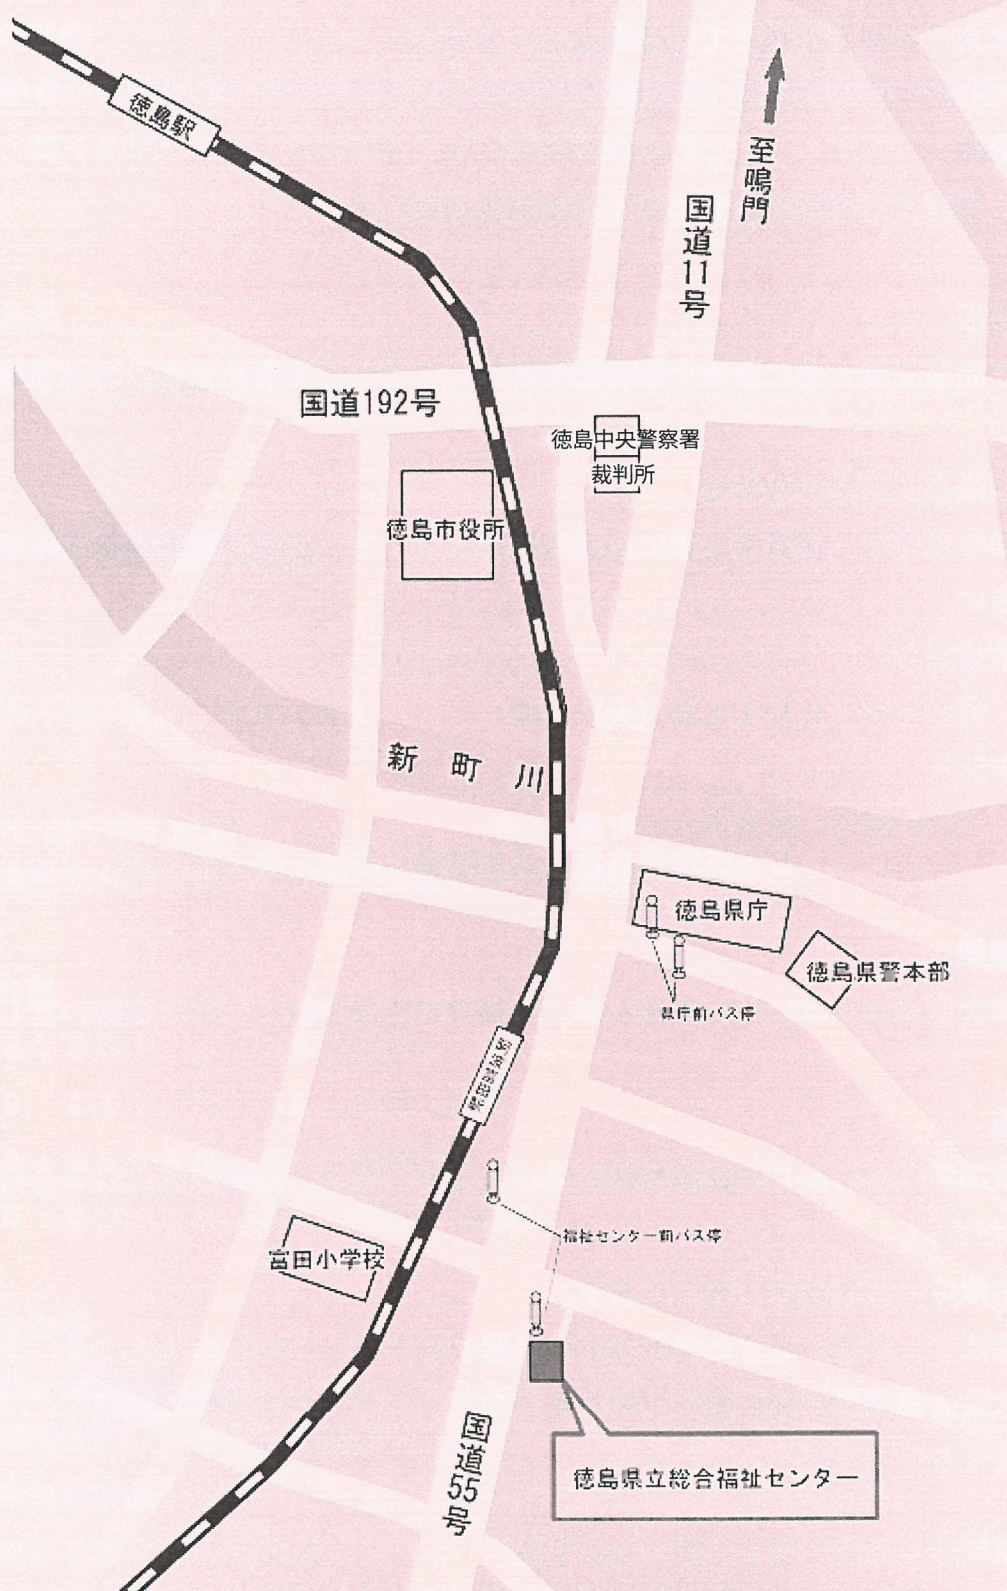 徳島駅
至鳴門
国道11号
国道192号
徳島中央警察署
裁判所
徳島市役所
新町川
徳島県庁
徳島県警本部
県庁前バス停
福祉センター前バス停
富田小学校
国道55号
徳島県立総合福祉センター